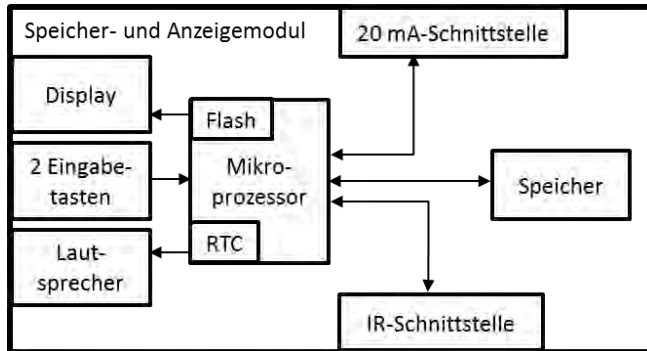 Speicher- und Anzeigemodul
20 mA-Schnittstelle
Display
Flash
2 Eingabe-
tasten
Mikro-
prozessor
Speicher
RTC
Laut-
sprecher
IR-Schnittstelle